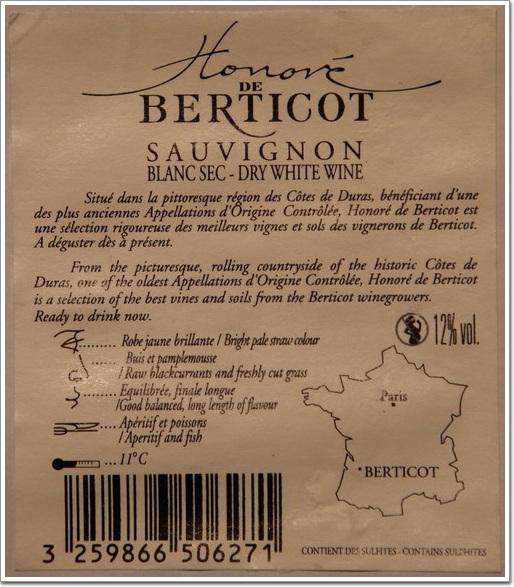 Honoré
DE
BERTICOT
SAUVIGNON
BLANC SEC - DRY WHITE WINE
Situé dans la pittoresque région des Côtes de Duras, bénéficiant d'une
des plus anciennes Appellations d'Origine Contrôlée, Honoré de Berticot est
une sélection rigoureuse des meilleurs vignes et sols des vignerons de Berticot.
A déguster dès à présent.
From the picturesque, rolling countryside of the historic Côtes de
Duras, one of the oldest Appellations d'Origine Contrôlée, Honoré de Berticot
is a selection of the best vines and soils from the Berticot winegrowers.
Ready to drink now.
12% vol.
......... Robe jaune brillante / Bright pale straw colour
...... Buis et pamplemousse
/ Raw blackcurrants and freshly cut grass
......... Equilibrée, finale longue
/Good balanced, long length of flavour
.... Apéritif et poissons
/ Aperitif and fish
... 11°C
Paris
BERTICOT
3 259866 506271
CONTIENT DES SULFITES - CONTAINS SULPHITES